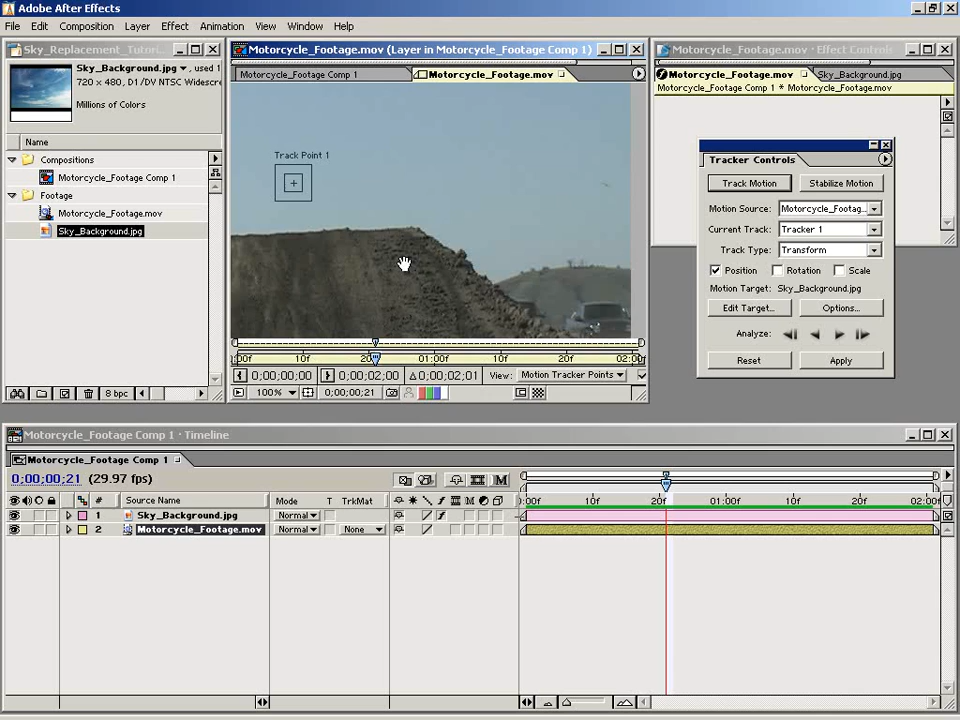 Adobe After Effects
File Edit Composition Layer Effect Animation View Window Help
Sky_Replacement_Tutori...
Sky_Background.jpg ▼, used 1
720 x 480, D1/DV NTSC Widescre
Millions of Colors
Name
Compositions
Motorcycle_Footage Comp 1
Footage
Motorcycle_Footage.mov
Sky_Background.jpg
8 bpc
Motorcycle_Footage.mov (Layer in Motorcycle_Footage Comp 1)
Motorcycle_Footage Comp 1 Motorcycle_Footage.mov
Track Point 1
:00f 10f 20f 01:00f 10f 20f 02:0
0;00;00;00 0;00;02;00 Δ0;00;02;01 View: Motion Tracker Points
100% 0;00;00;21
Motorcycle_Footage.mov · Effect Controls
Motorcycle_Footage.mov Sky_Background.jpg
Motorcycle_Footage Comp 1 * Motorcycle_Footage.mov
Tracker Controls
Track Motion Stabilize Motion
Motion Source: Motorcycle_Footag...
Current Track: Tracker 1
Track Type: Transform
Position Rotation Scale
Motion Target: Sky_Background.jpg
Edit Target... Options...
Analyze:
Reset Apply
Motorcycle_Footage Comp 1 · Timeline
Motorcycle_Footage Comp 1
0;00;00;21 (29.97 fps)
# Source Name Mode T TrkMat
:00f 10f 20f 01:00f 10f 02:00f
1 Sky_Background.jpg Normal
2 Motorcycle_Footage.mov Normal None